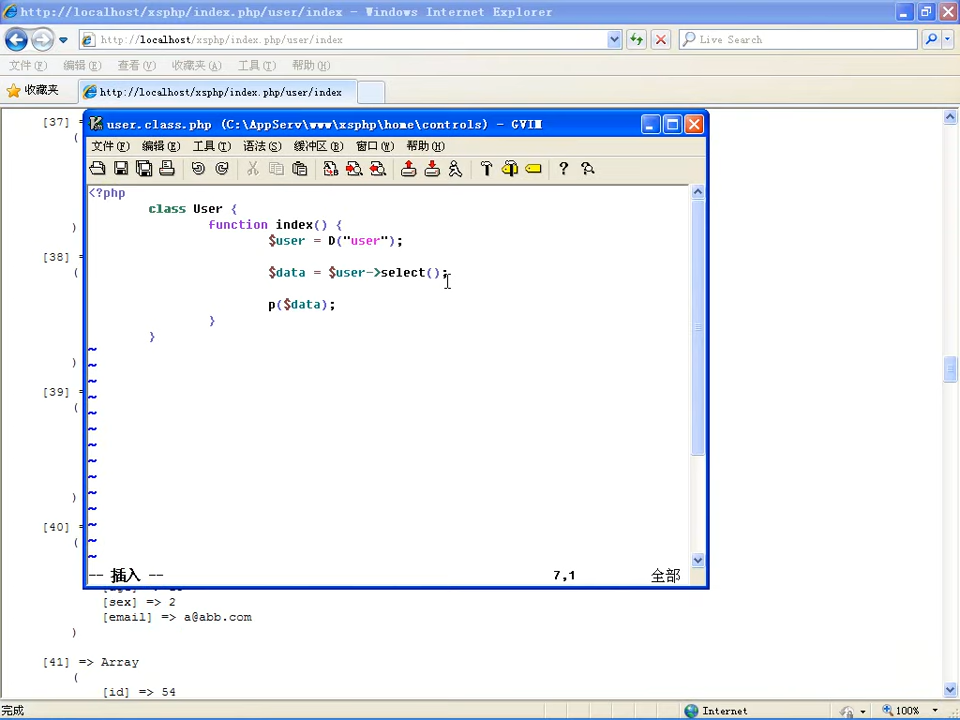 http://localhost/xsphp/index.php/user/index - Windows Internet Explorer
http://localhost/xsphp/index.php/user/index
Live Search
文件(F) 编辑(E) 查看(V) 收藏夹(A) 工具(T) 帮助(H)
收藏夹 http://localhost/xsphp/index.php/user/index
[37] =
(
)
[38] =
(
)
[39] =
(
)
[40] =
(
user.class.php (C:\AppServ\www\xsphp\home\controls) - GVIM
文件(F) 编辑(E) 工具(T) 语法(S) 缓冲区(B) 窗口(W) 帮助(H)
<?php
class User {
function index() {
$user = D("user");
$data = $user->select();
p($data);
}
}
~
~
~
~
~
~
~
~
~
~
~
~
~
~
-- 插入 -- 7,1 全部
[sex] => 2
[email] => a@abb.com
)
[41] => Array
(
[id] => 54
完成 Internet 100%